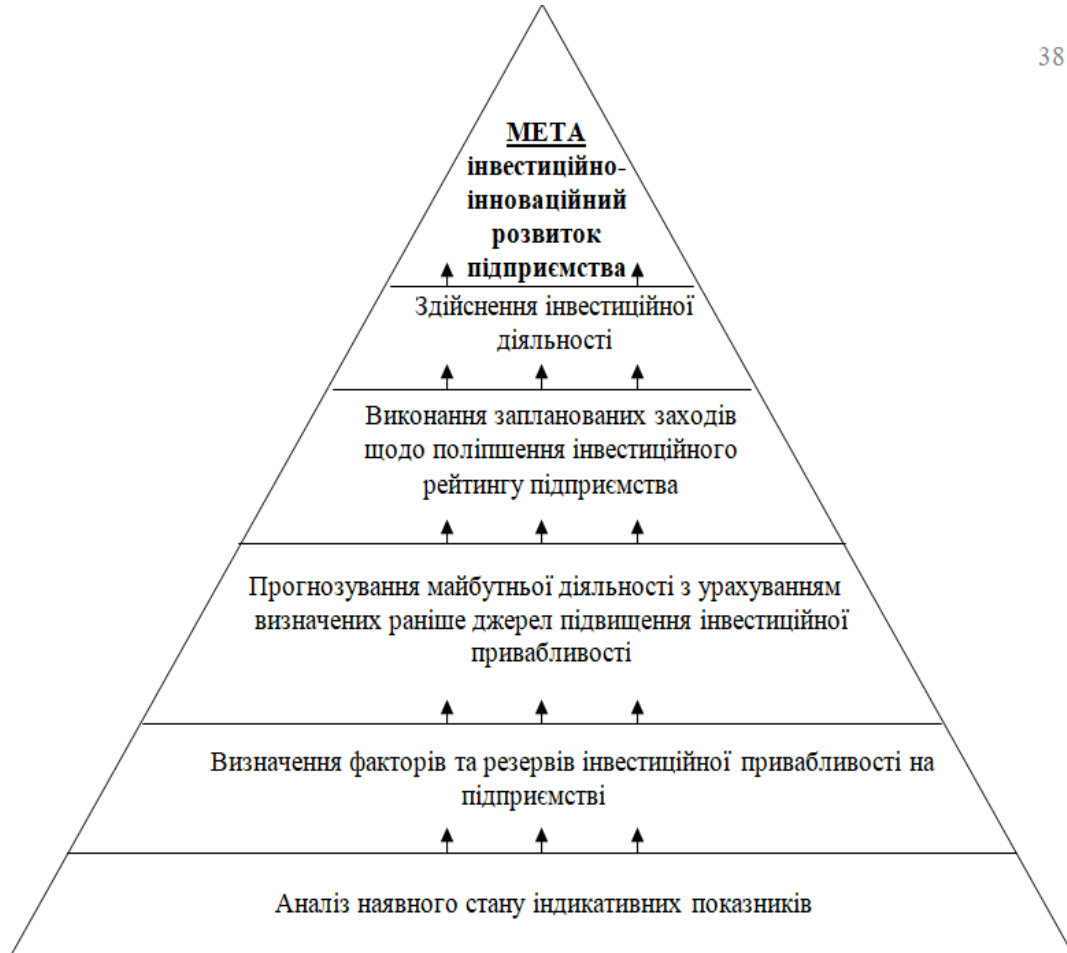 38
МЕТА
інвестиційно-
інноваційний
розвиток
підприємства
Здійснення інвестиційної
діяльності
Виконання запланованих заходів
щодо поліпшення інвестиційного
рейтингу підприємства
Прогнозування майбутньої діяльності з урахуванням
визначених раніше джерел підвищення інвестиційної
привабливості
Визначення факторів та резервів інвестиційної привабливості на
підприємстві
Аналіз наявного стану індикативних показників